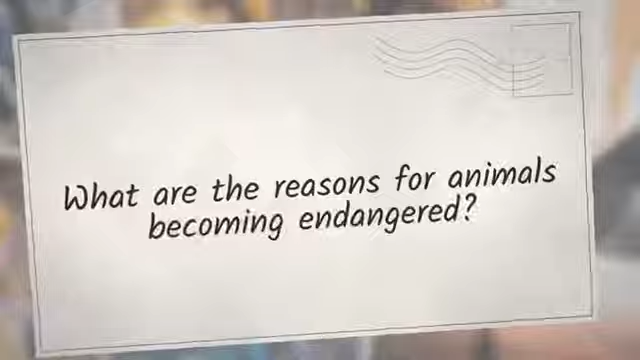 What are the reasons for animals
becoming endangered?